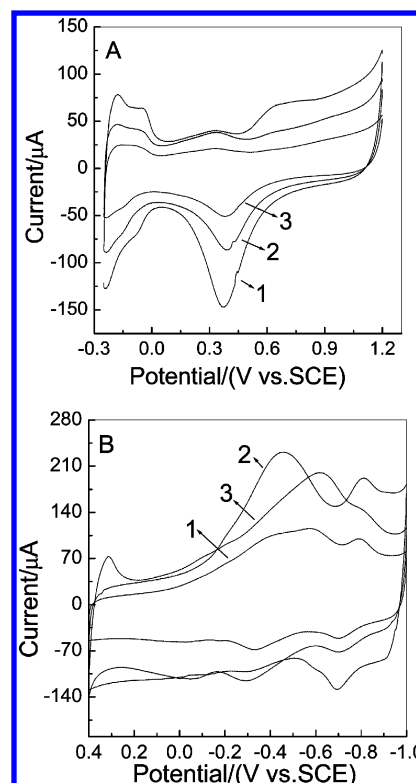 A
150
100
50
0
-50
-100
-150
Current/μA
3
2
1
-0.3 0.0 0.3 0.6 0.9 1.2
Potential/(V vs.SCE)
B
280
210
140
70
0
-70
-140
Current/μA
2
3
1
0.4 0.2 0.0 -0.2 -0.4 -0.6 -0.8 -1.0
Potential/(V vs.SCE)